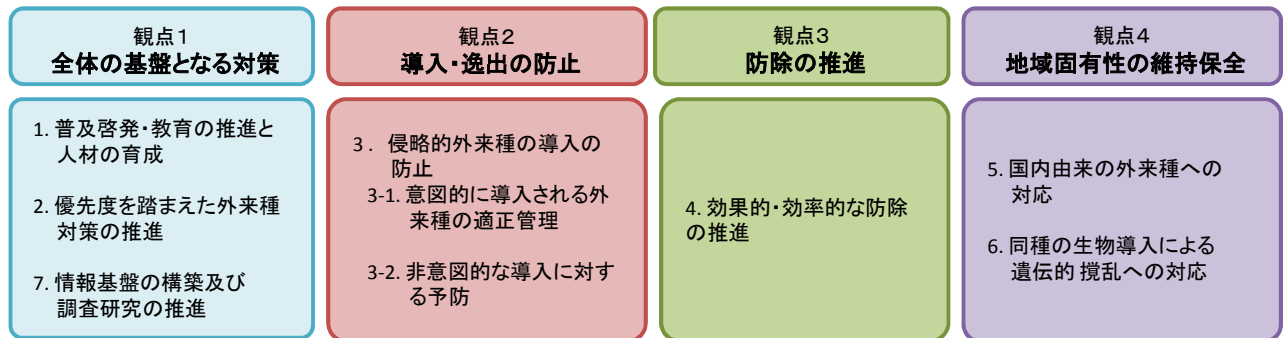 観点1
全体の基盤となる対策
観点2
導入・逸出の防止
観点3
防除の推進
観点4
地域固有性の維持保全
1. 普及啓発・教育の推進と
人材の育成
2. 優先度を踏まえた外来種
対策の推進
7. 情報基盤の構築及び
調査研究の推進
3． 侵略的外来種の導入の
防止
3-1. 意図的に導入される外
来種の適正管理
3-2. 非意図的な導入に対す
る予防
4. 効果的・効率的な防除
の推進
5. 国内由来の外来種への
対応
6. 同種の生物導入による
遺伝的 撹乱への対応